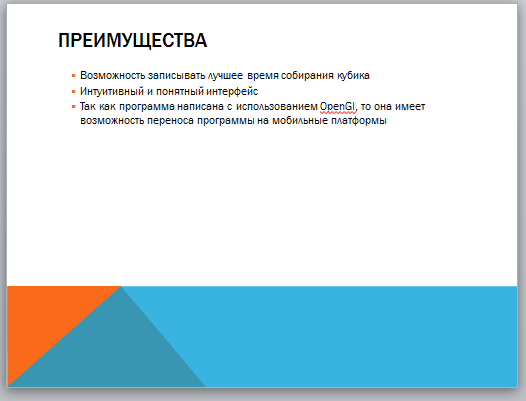 ПРЕИМУЩЕСТВА
▪ Возможность записывать лучшее время собирания кубика
▪ Интуитивный и понятный интерфейс
▪ Так как программа написана с использованием OpenGl, то она имеет
возможность переноса программы на мобильные платформы